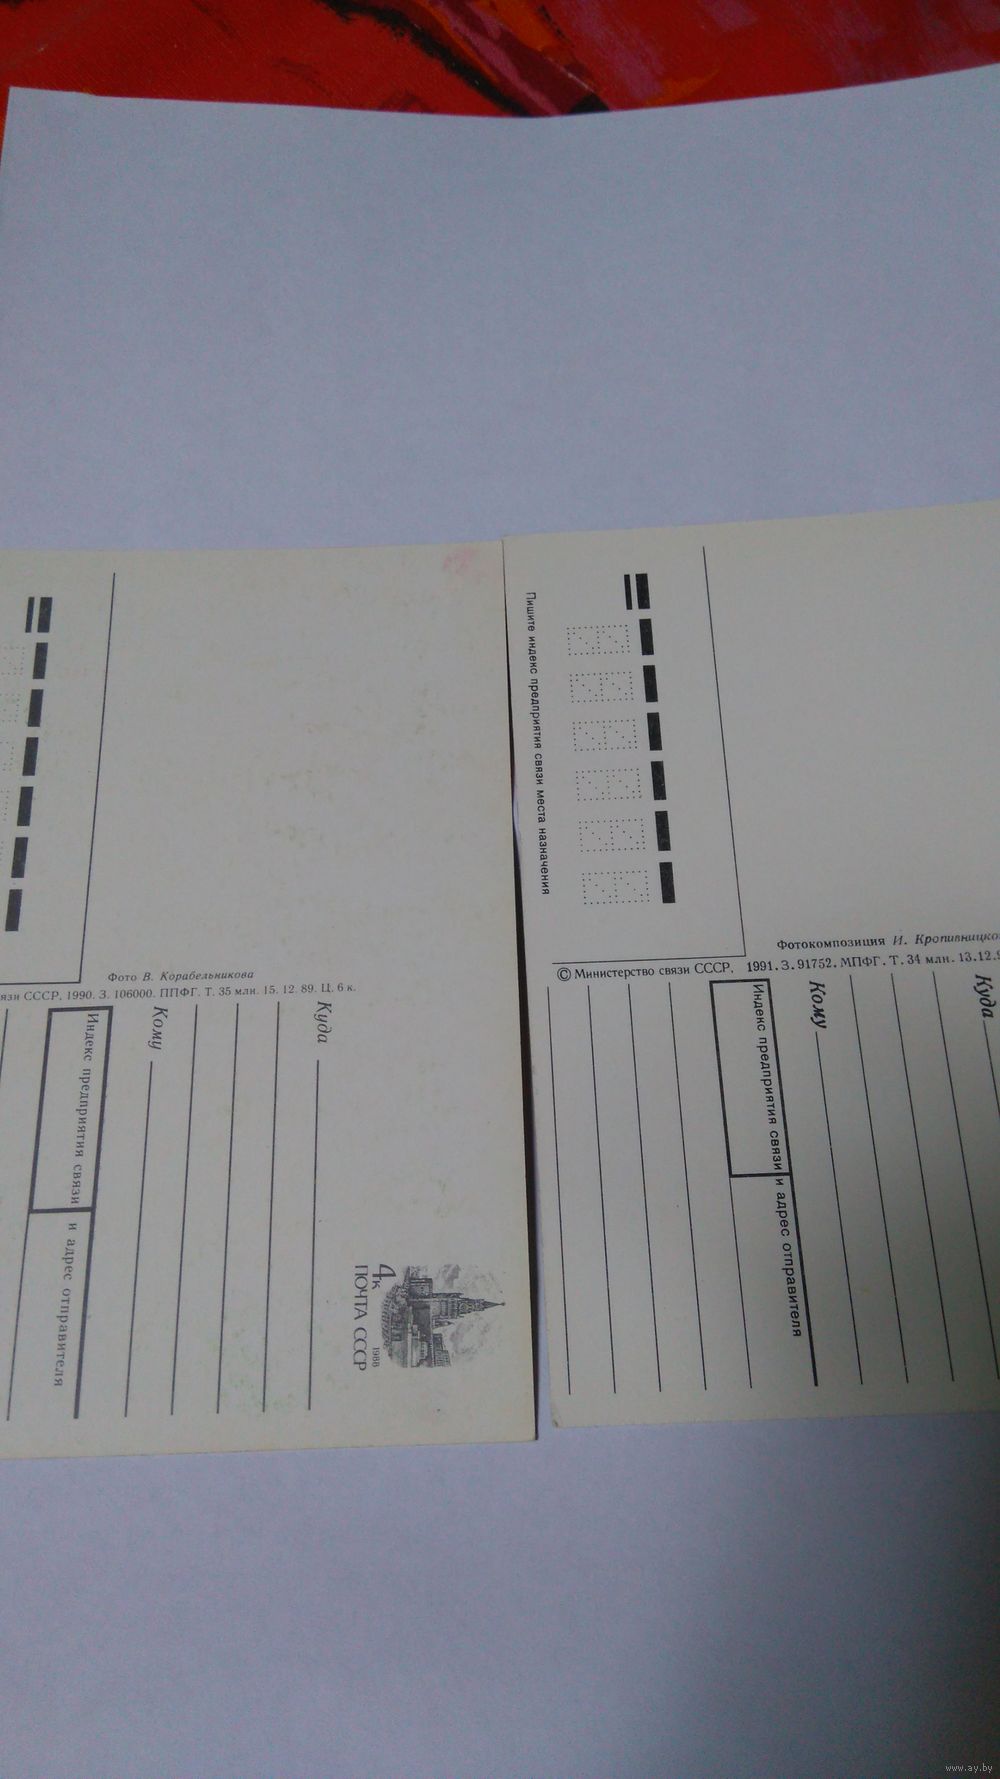 Фото В. Корабельникова
язи СССР. 1990. З. 106000. ППФГ. Т. 35 млн. 15. 12. 89. Ц. 6 к.
Куда
Кому
Индекс предприятия связи и адрес отправителя
4к
ПОЧТА СССР
1988
Пишите индекс предприятия связи места назначения
Фотокомпозиция И. Кропивницко
© Министерство связи СССР. 1991. З. 91752. МПФГ. Т. 34 млн. 13.12.9
Куда
Кому
Индекс предприятия связи и адрес отправителя
www.ay.by